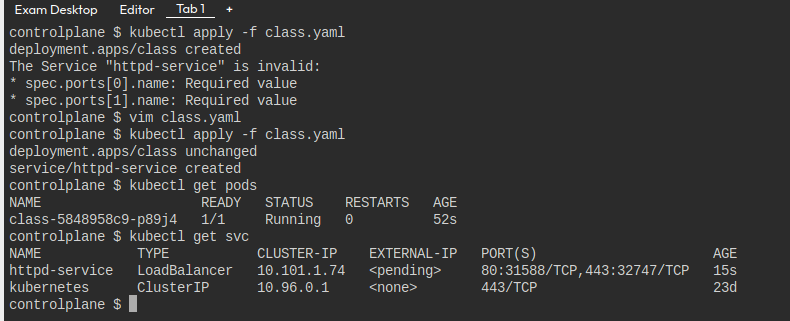 Exam Desktop Editor Tab 1 +
controlplane $ kubectl apply -f class.yaml
deployment.apps/class created
The Service "httpd-service" is invalid:
* spec.ports[0].name: Required value
* spec.ports[1].name: Required value
controlplane $ vim class.yaml
controlplane $ kubectl apply -f class.yaml
deployment.apps/class unchanged
service/httpd-service created
controlplane $ kubectl get pods
NAME                     READY   STATUS    RESTARTS   AGE
class-5848958c9-p89j4   1/1     Running   0          52s
controlplane $ kubectl get svc
NAME            TYPE           CLUSTER-IP    EXTERNAL-IP   PORT(S)                      AGE
httpd-service   LoadBalancer   10.101.1.74   <pending>     80:31588/TCP,443:32747/TCP   15s
kubernetes      ClusterIP      10.96.0.1     <none>        443/TCP                      23d
controlplane $